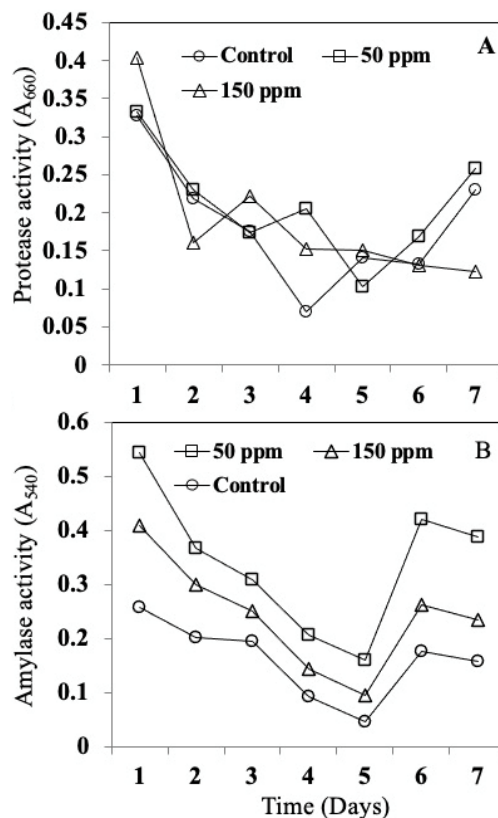 0.45
A
Control
50 ppm
0.4
150 ppm
0.35
0.3
0.25
0.2
0.15
0.1
0.05
0
Protease activity (A660)
1 2 3 4 5 6 7
0.6
50 ppm
150 ppm
B
Control
0.5
0.4
0.3
0.2
0.1
0
Amylase activity (A540)
1 2 3 4 5 6 7
Time (Days)